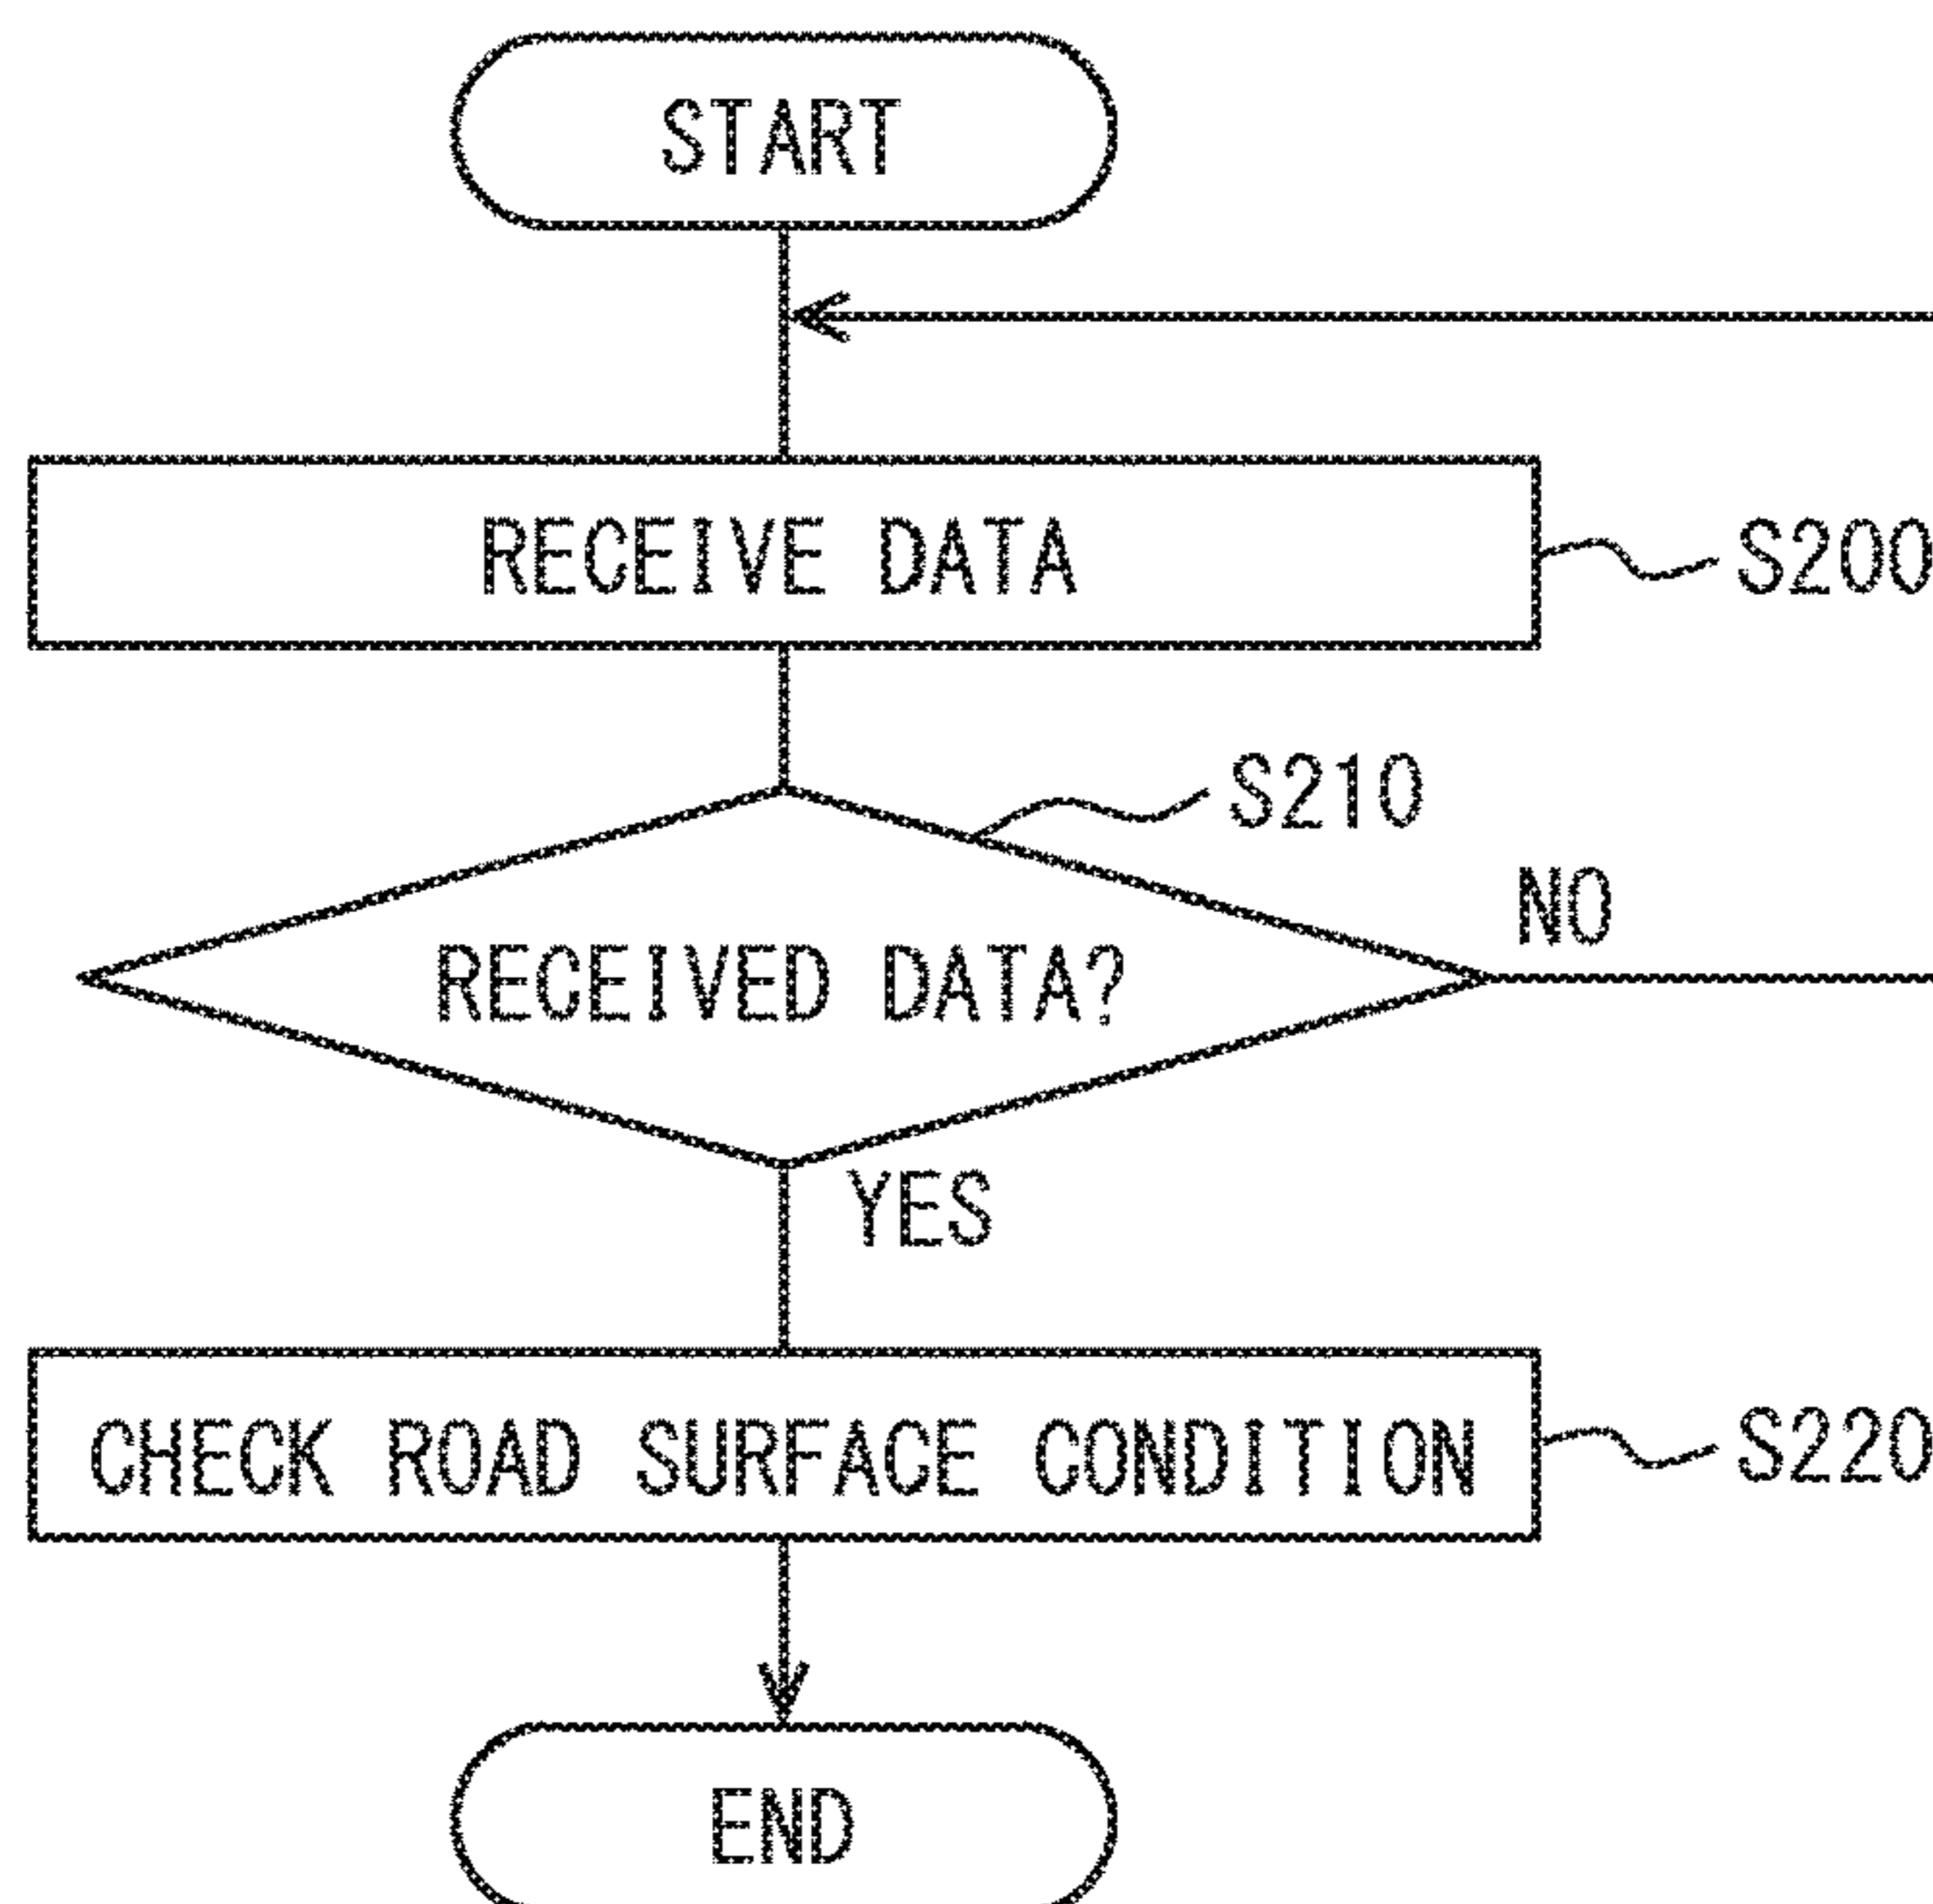 START
RECEIVE DATA
S200
S210
NO
RECEIVED DATA?
YES
CHECK ROAD SURFACE CONDITION
S220
END